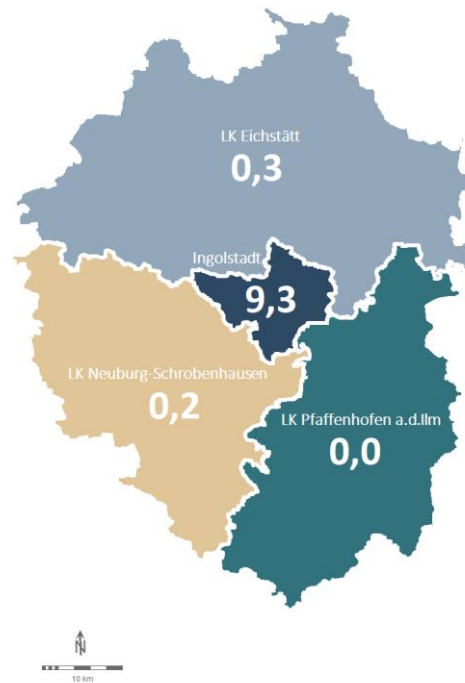 LK Eichstätt
0,3
Ingolstadt
9,3
LK Neuburg-Schrobenhausen
0,2
LK Pfaffenhofen a.d.Ilm
0,0
N
10 km